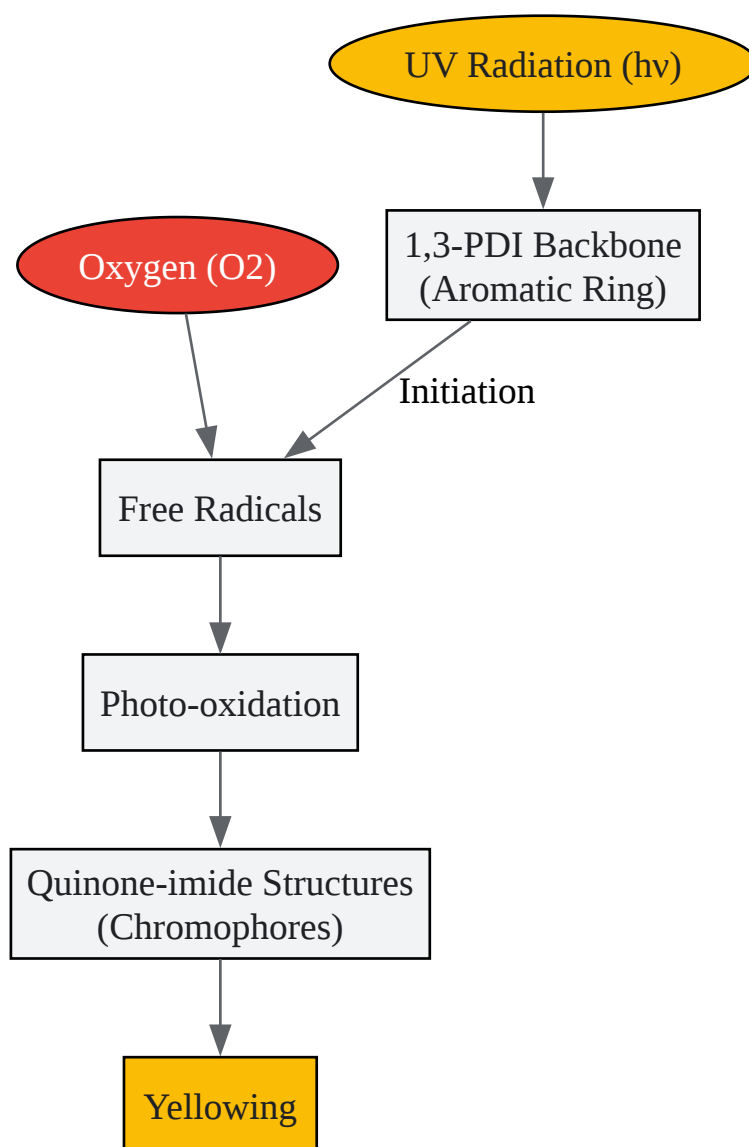 UV Radiation (hν)
1,3-PDI Backbone
(Aromatic Ring)
Oxygen (O2)
Initiation
Free Radicals
Photo-oxidation
Quinone-imide Structures
(Chromophores)
Yellowing